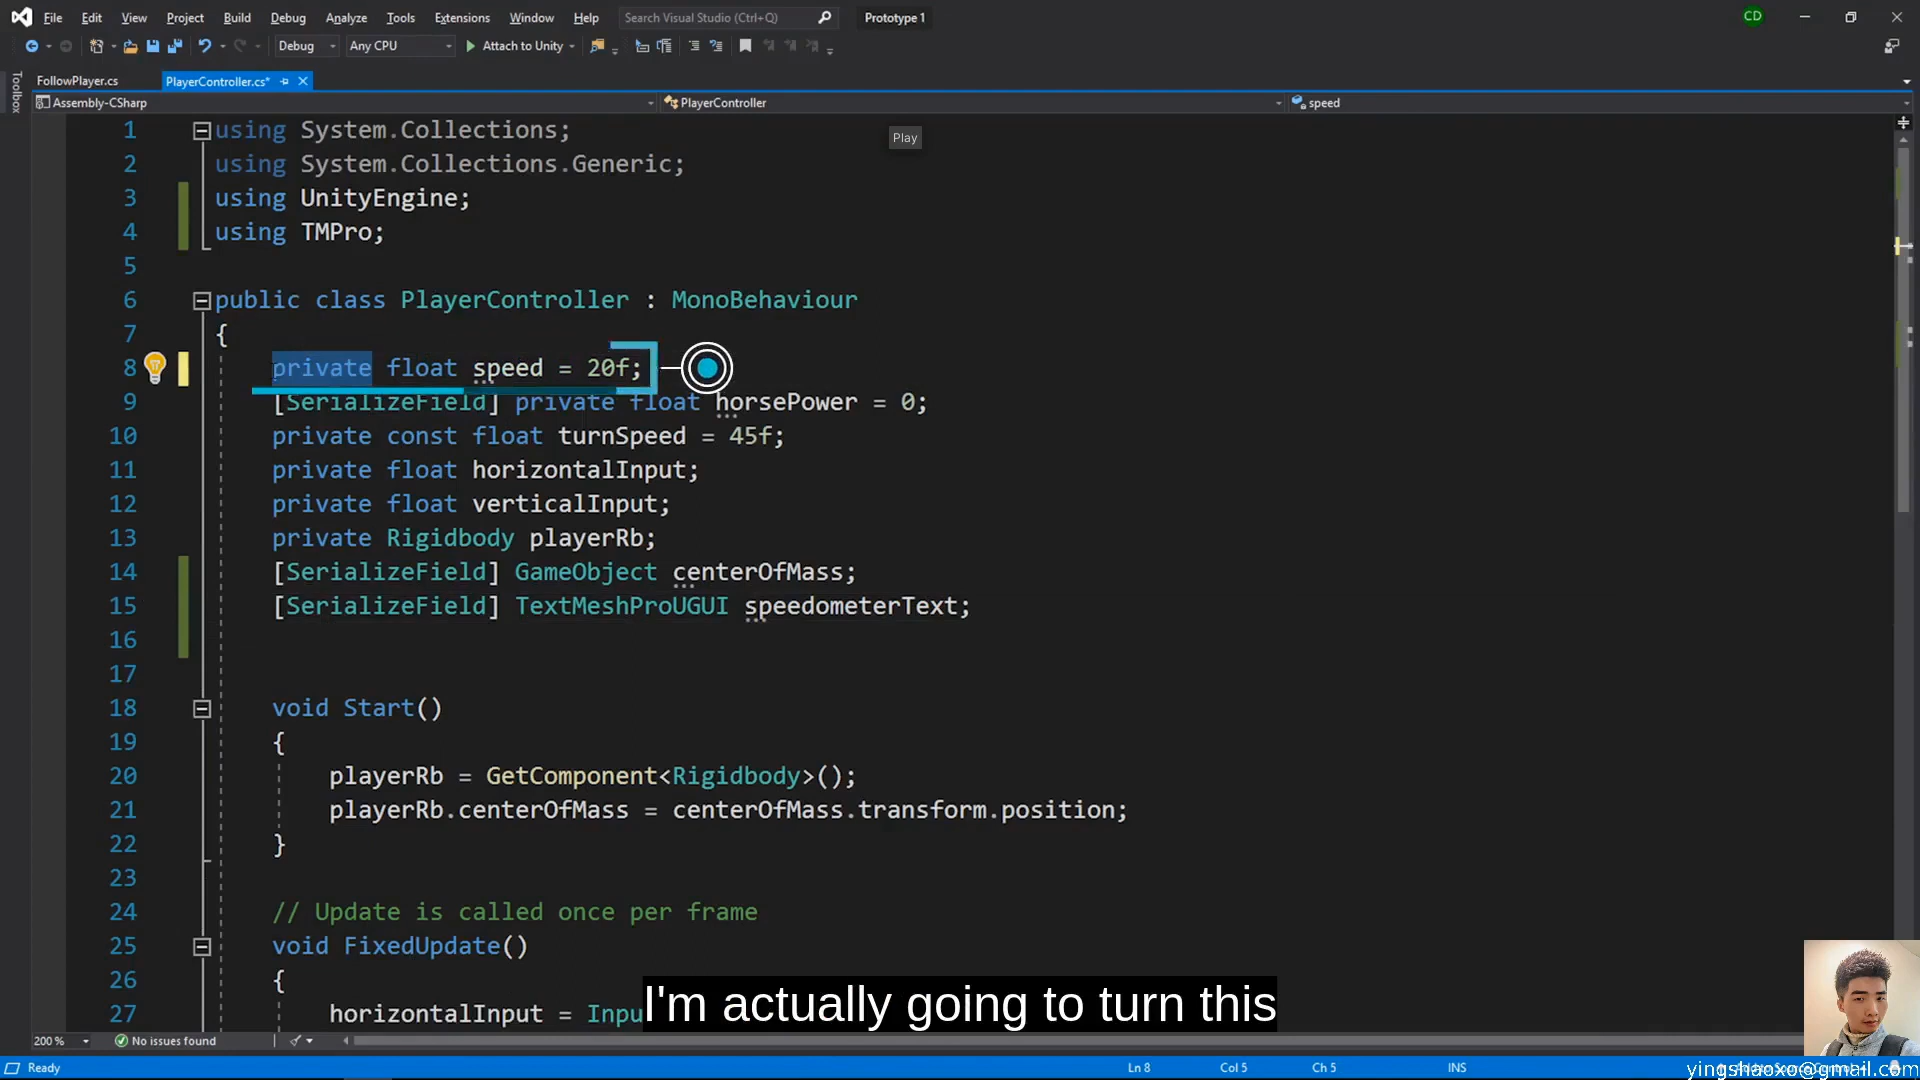 File Edit View Project Build Debug Analyze Tools Extensions Window Help Search Visual Studio (Ctrl+Q) Prototype 1 CD
Debug Any CPU Attach to Unity
Toolbox
FollowPlayer.cs PlayerController.cs*
Assembly-CSharp PlayerController speed
Play
1 using System.Collections;
2 using System.Collections.Generic;
3 using UnityEngine;
4 using TMPro;
5
6 public class PlayerController : MonoBehaviour
7 {
8 private float speed = 20f;
9 [SerializeField] private float horsePower = 0;
10 private const float turnSpeed = 45f;
11 private float horizontalInput;
12 private float verticalInput;
13 private Rigidbody playerRb;
14 [SerializeField] GameObject centerOfMass;
15 [SerializeField] TextMeshProUGUI speedometerText;
16
17
18 void Start()
19 {
20 playerRb = GetComponent<Rigidbody>();
21 playerRb.centerOfMass = centerOfMass.transform.position;
22 }
23
24 // Update is called once per frame
25 void FixedUpdate()
26 {
27 horizontalInput = Inpu
I'm actually going to turn this
200 % No issues found
Ready Ln 8 Col 5 Ch 5 INS
yingshaoxo@gmail.com